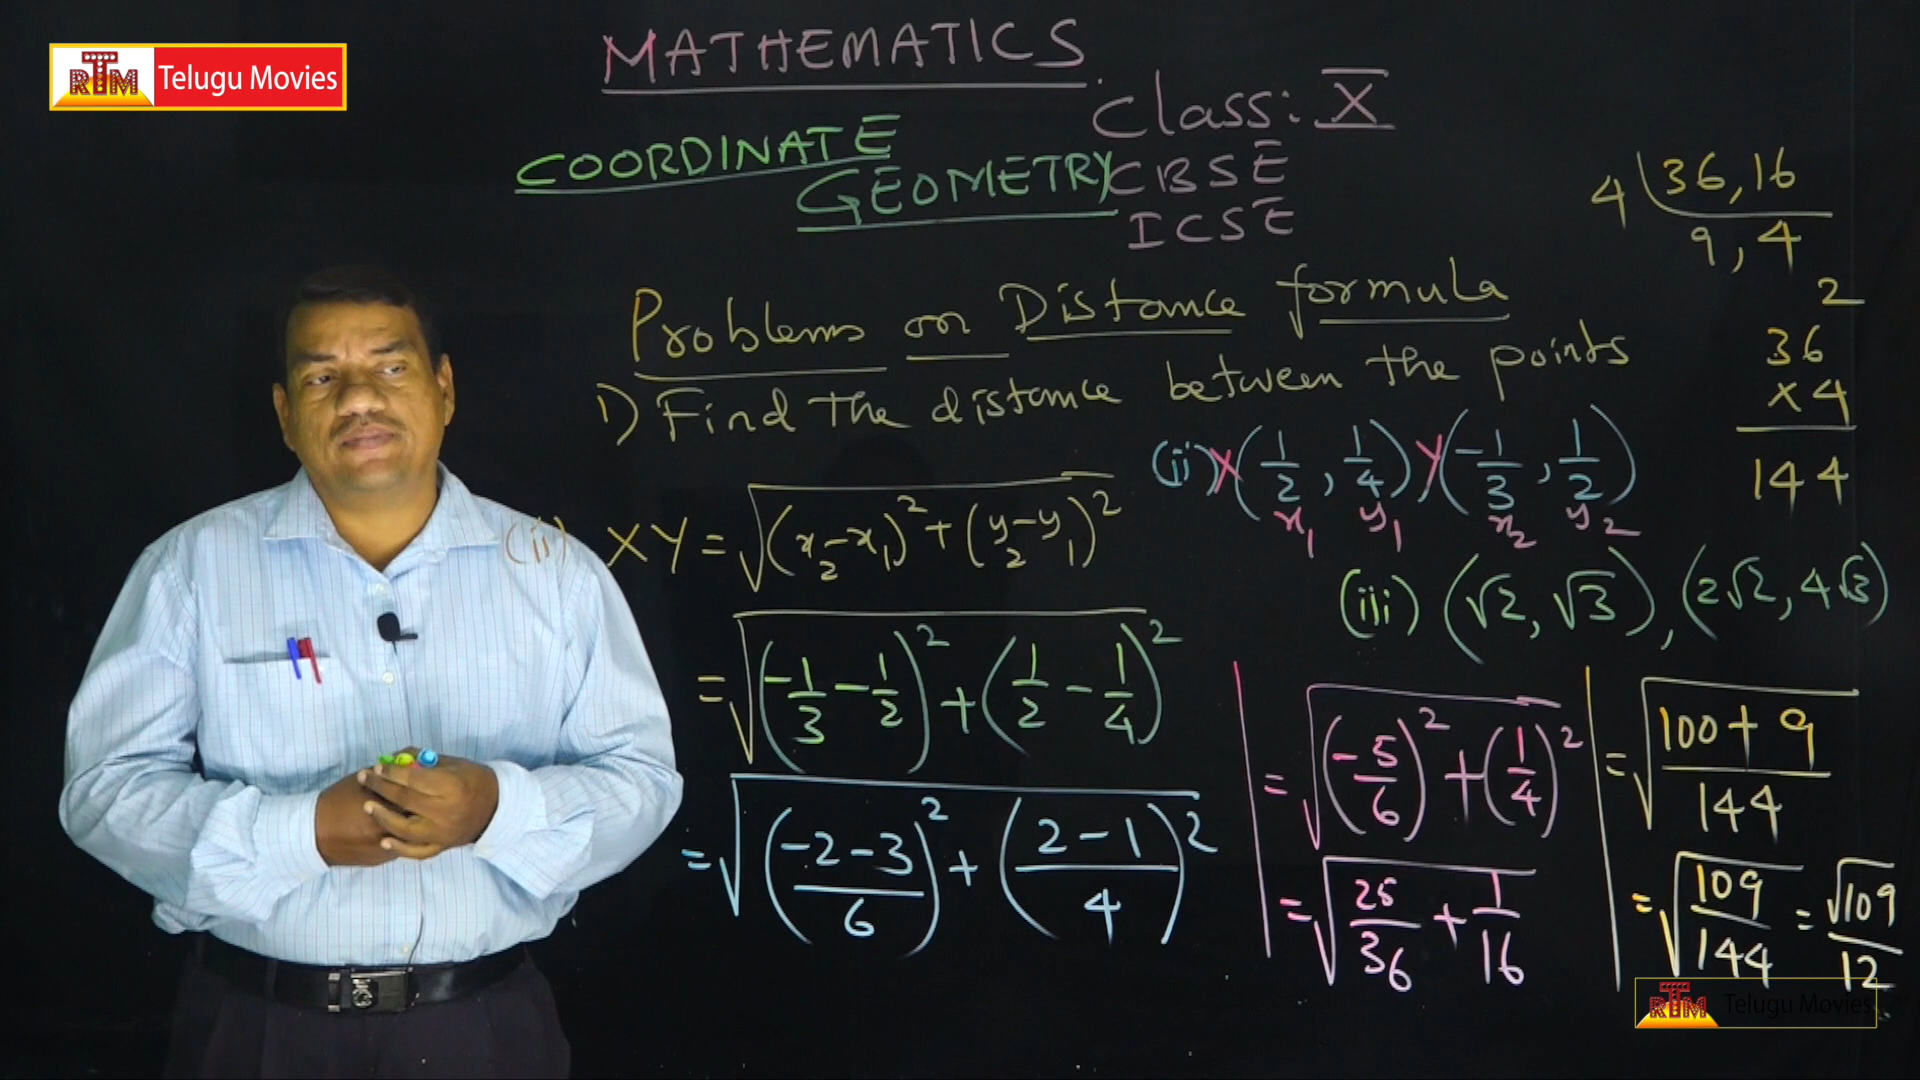 RTM Telugu Movies
MATHEMATICS
Class: X
COORDINATE
GEOMETRY
CBSE
ICSE
4 36, 16
9, 4
2
36
×4
144
Problems on Distance formula
1) Find The distance between the points
(ii) X(1/2, 1/4) Y(-1/3, 1/2)
x₁ y₁ x₂ y₂
(iii) (√2, √3), (2√2, 4√3)
(ii) XY = √((x₂-x₁)² + (y₂-y₁)²)
= √((-1/3 - 1/2)² + (1/2 - 1/4)²)
= √(((-2-3)/6)² + ((2-1)/4)²)
= √((-5/6)² + (1/4)²)
= √(25/36 + 1/16)
= √((100+9)/144)
= √(109/144) = √109/12
RTM Telugu Movies